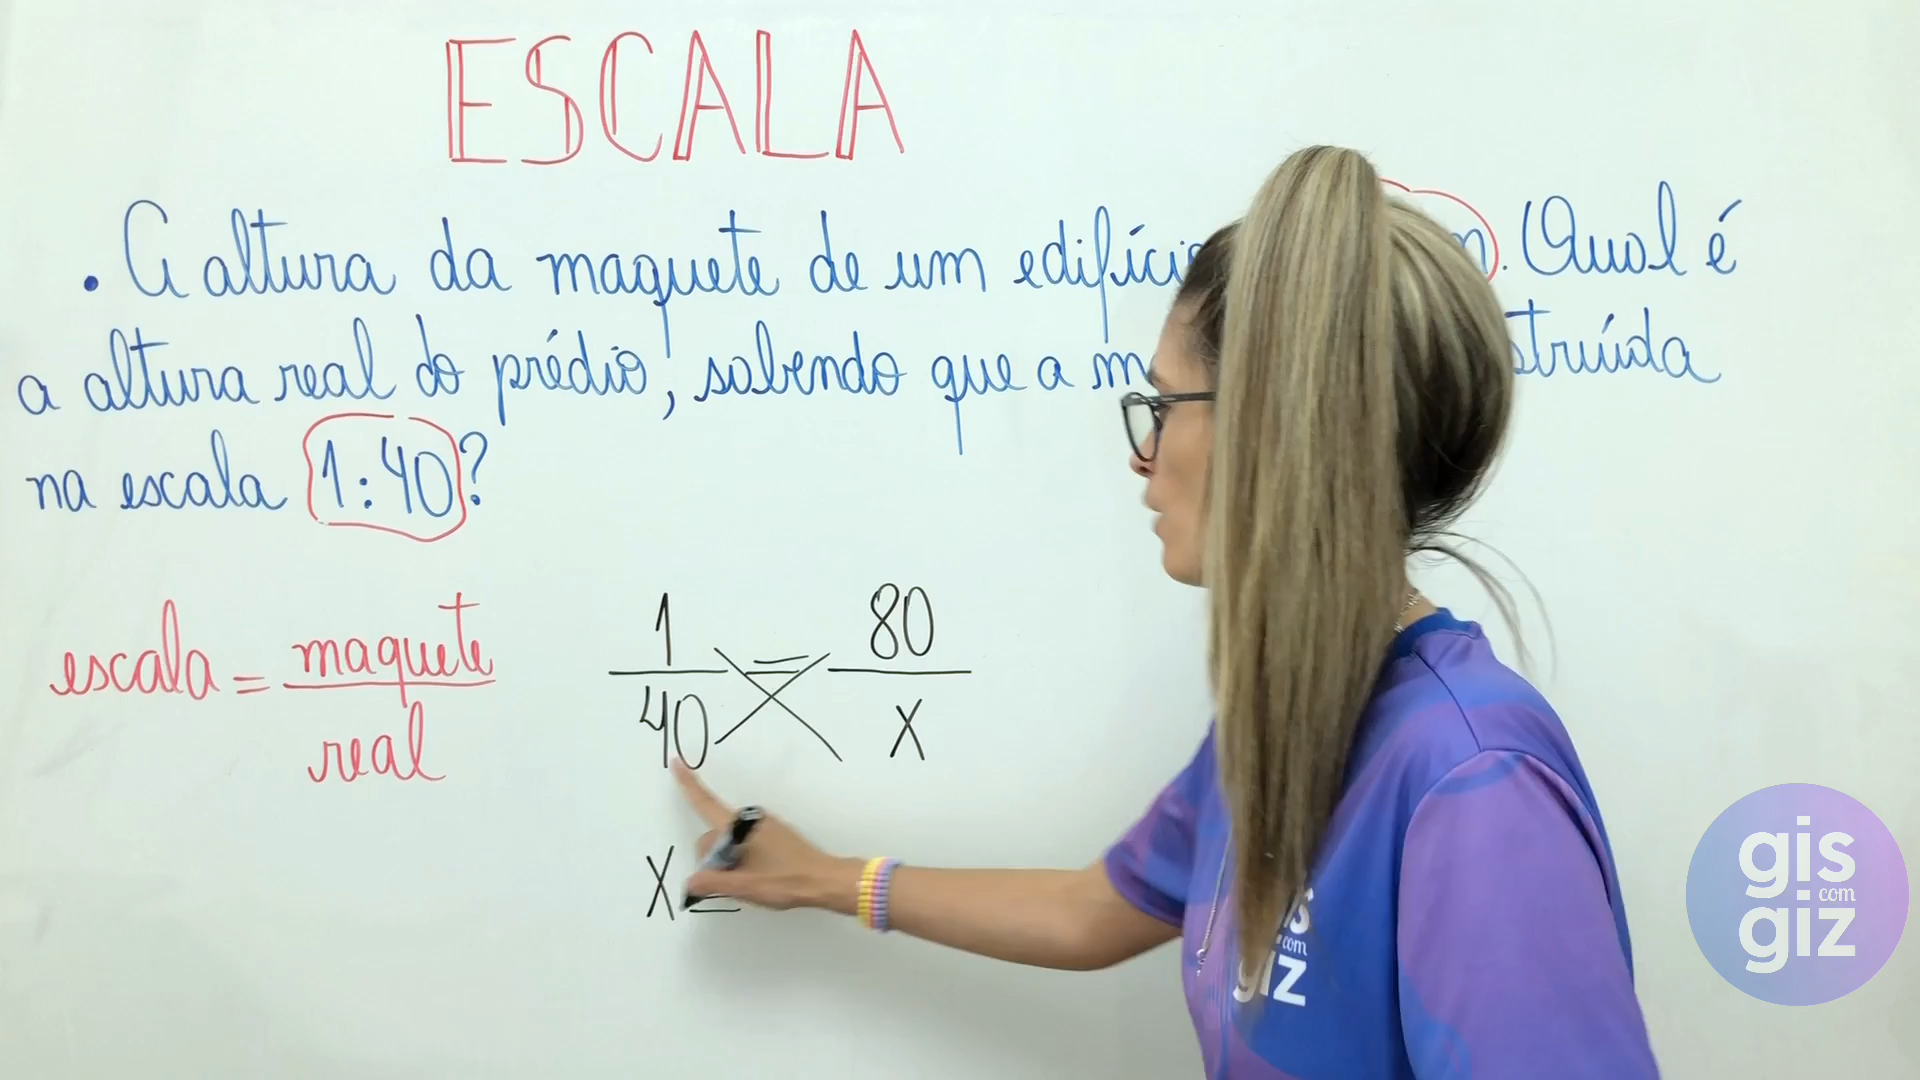 ESCALA
. A altura da maquete de um edifício . Qual é
a altura real do prédio, sabendo que a
na escala 1:40?
escala = maquete
real
1 = 80
40 x
x =
gis
com
giz
com